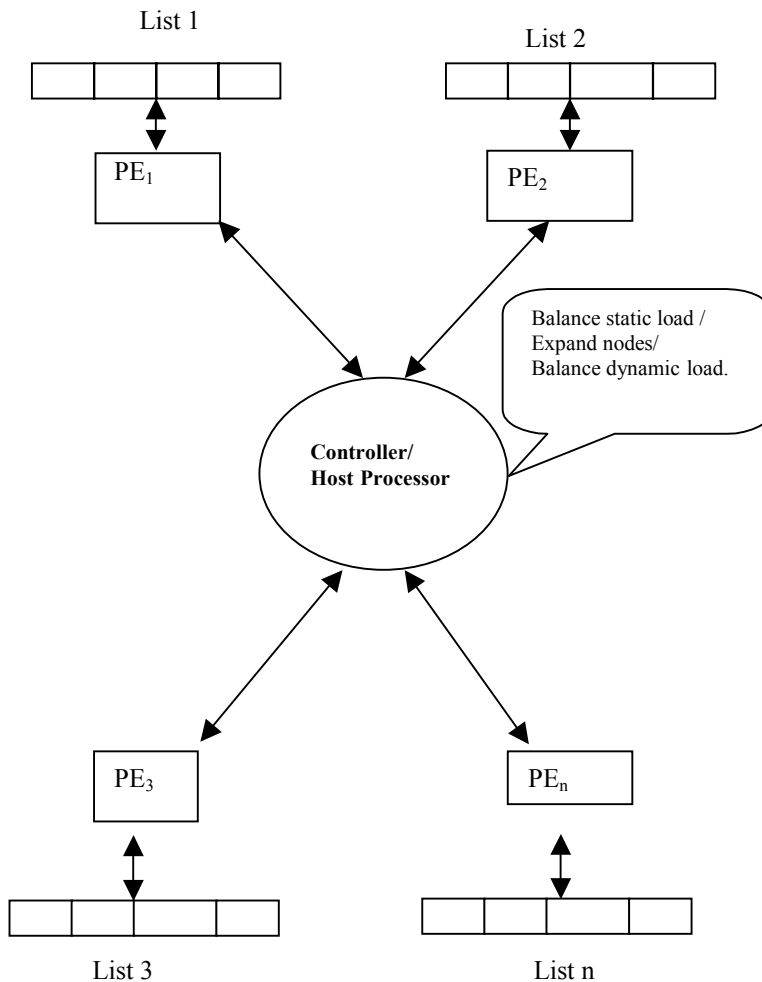 List 1
List 2
PE₁
PE₂
Balance static load /
Expand nodes/
Balance dynamic load.
Controller/
Host Processor
PE₃
PEₙ
List 3
List n